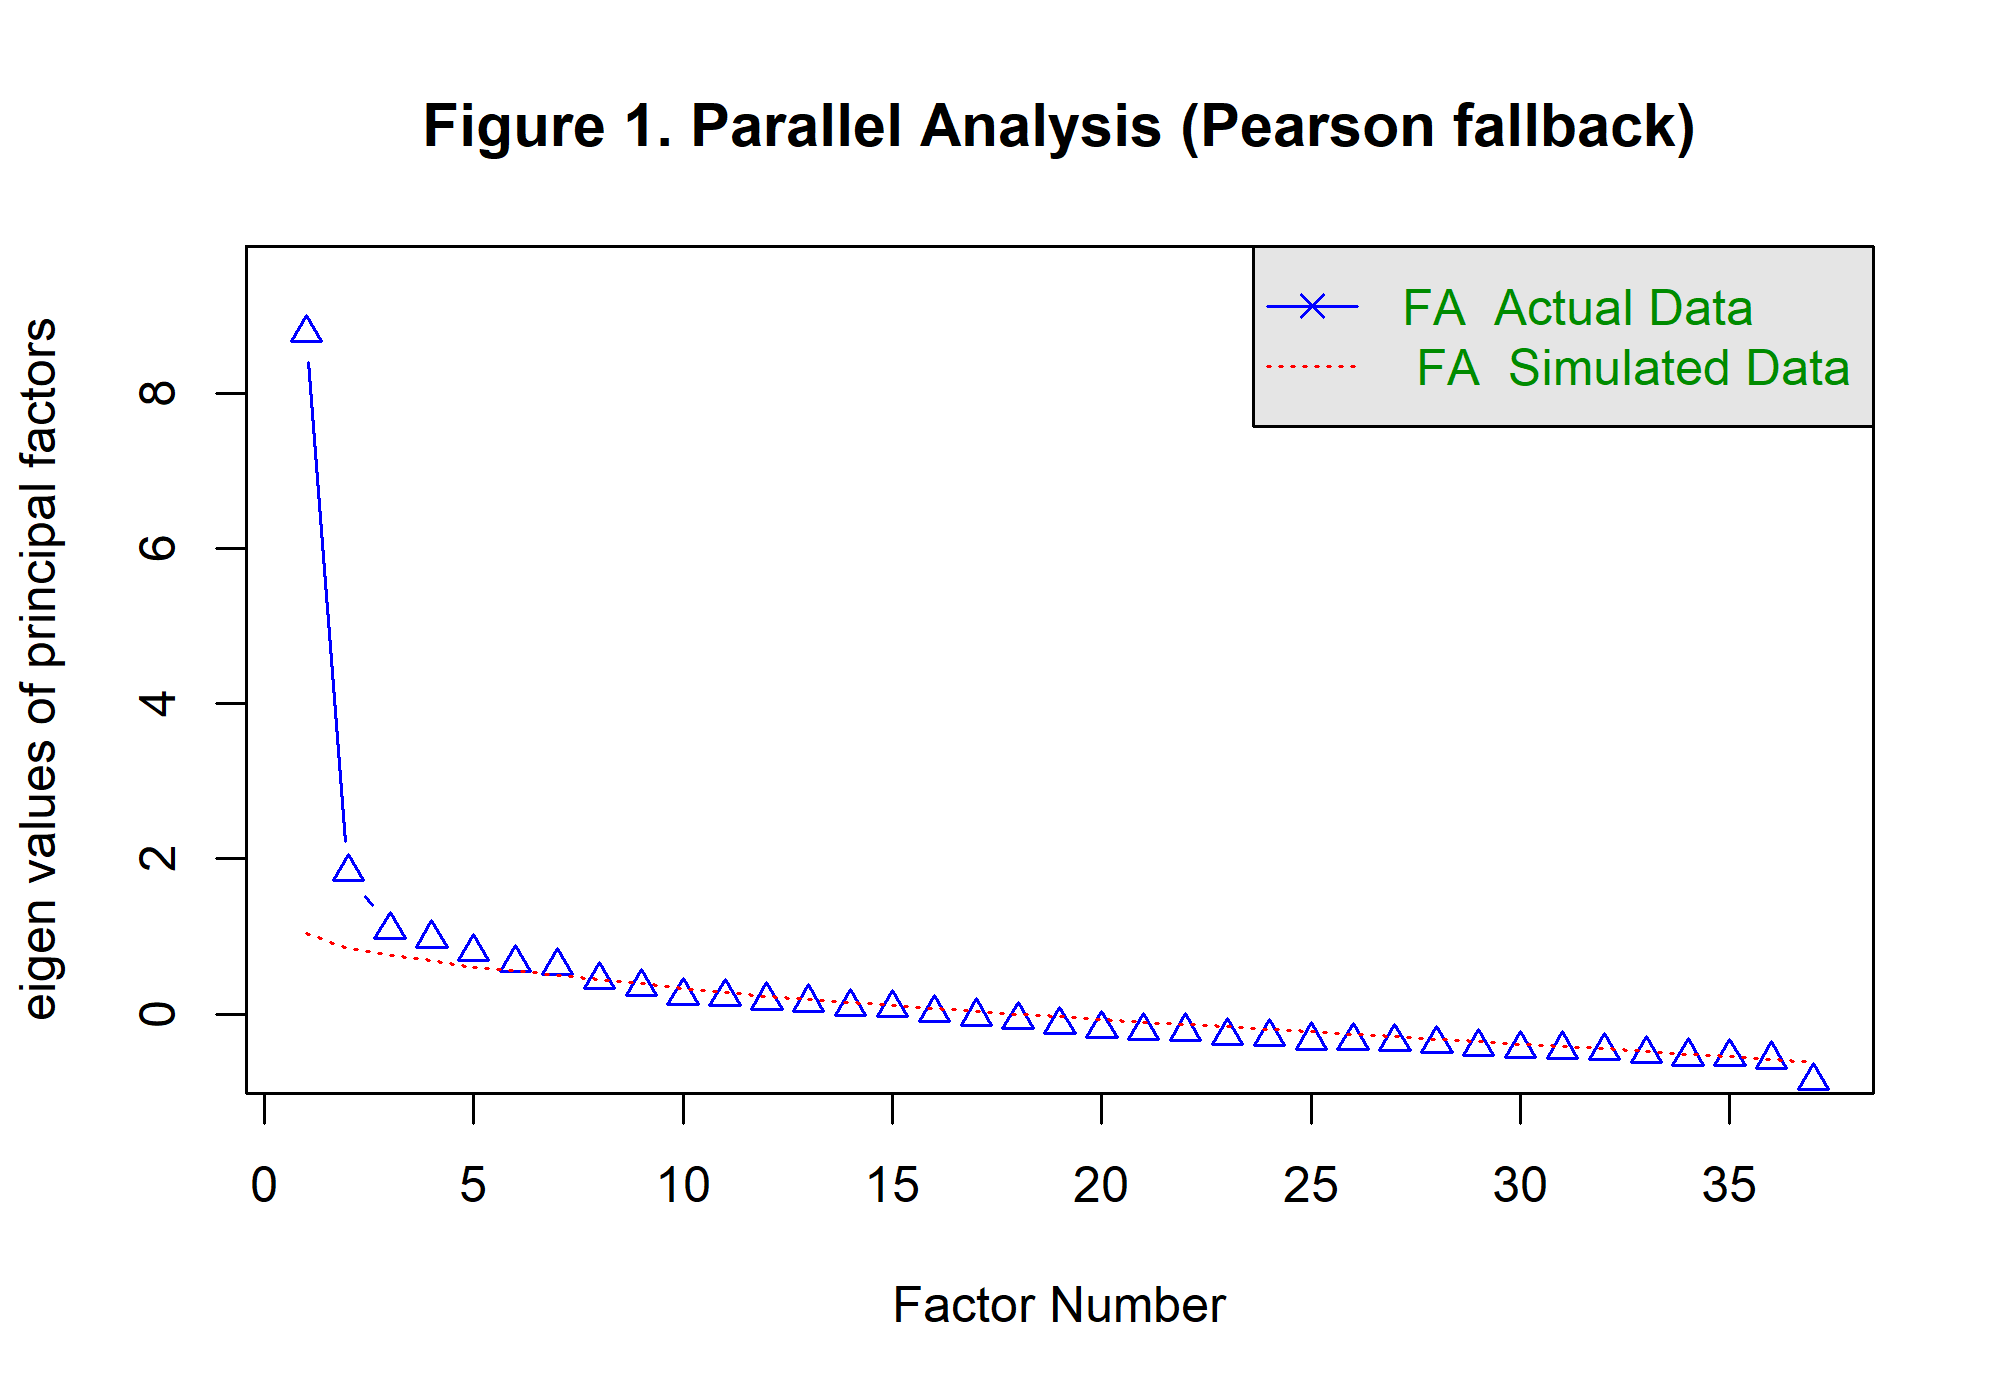 Figure 1. Parallel Analysis (Pearson fallback)
FA Actual Data
FA Simulated Data
eigen values of principal factors
8
6
4
2
0
0 5 10 15 20 25 30 35
Factor Number